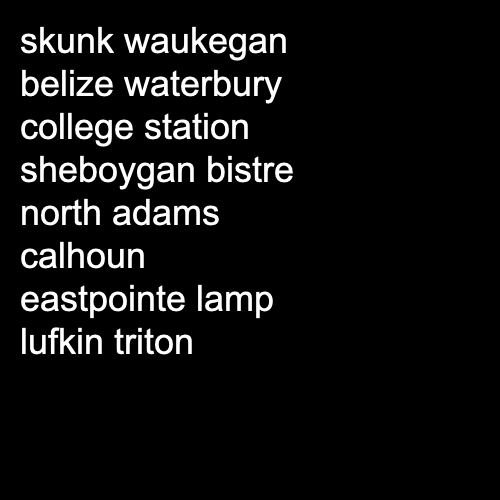 skunk waukegan
belize waterbury
college station
sheboygan bistre
north adams
calhoun
eastpointe lamp
lufkin triton